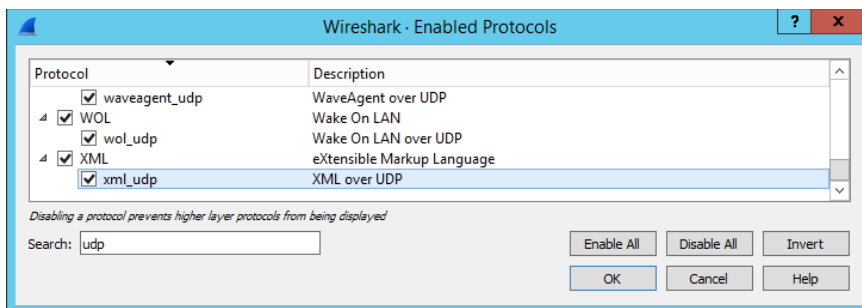 Wireshark · Enabled Protocols
? x
Protocol Description
waveagent_udp WaveAgent over UDP
WOL Wake On LAN
wol_udp Wake On LAN over UDP
XML eXtensible Markup Language
xml_udp XML over UDP
Disabling a protocol prevents higher layer protocols from being displayed
Search: udp Enable All Disable All Invert
OK Cancel Help